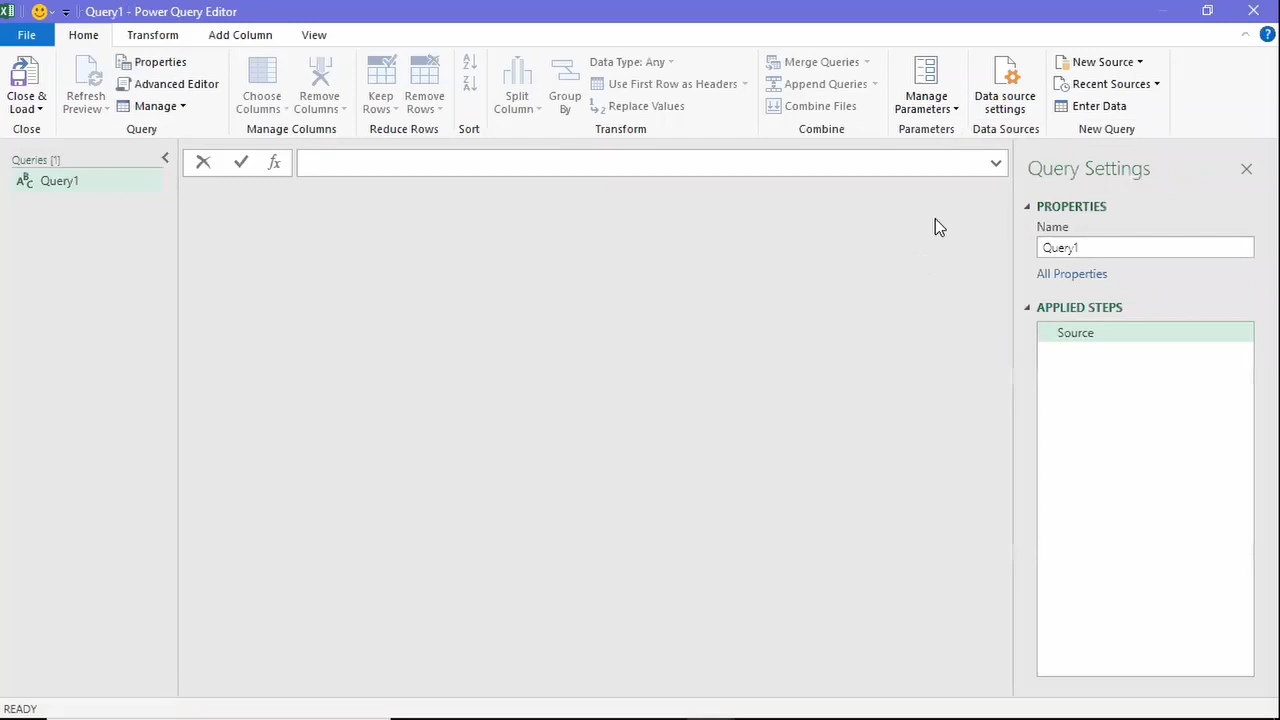 Query1 - Power Query Editor
File Home Transform Add Column View
Close & Load
Refresh Preview
Properties
Advanced Editor
Manage
Choose Columns
Remove Columns
Keep Rows
Remove Rows
Split Column
Group By
Data Type: Any
Use First Row as Headers
Replace Values
Merge Queries
Append Queries
Combine Files
Manage Parameters
Data source settings
New Source
Recent Sources
Enter Data
Close Query Manage Columns Reduce Rows Sort Transform Combine Parameters Data Sources New Query
Queries [1]
Query1
fx
Query Settings
PROPERTIES
Name
Query1
All Properties
APPLIED STEPS
Source
READY